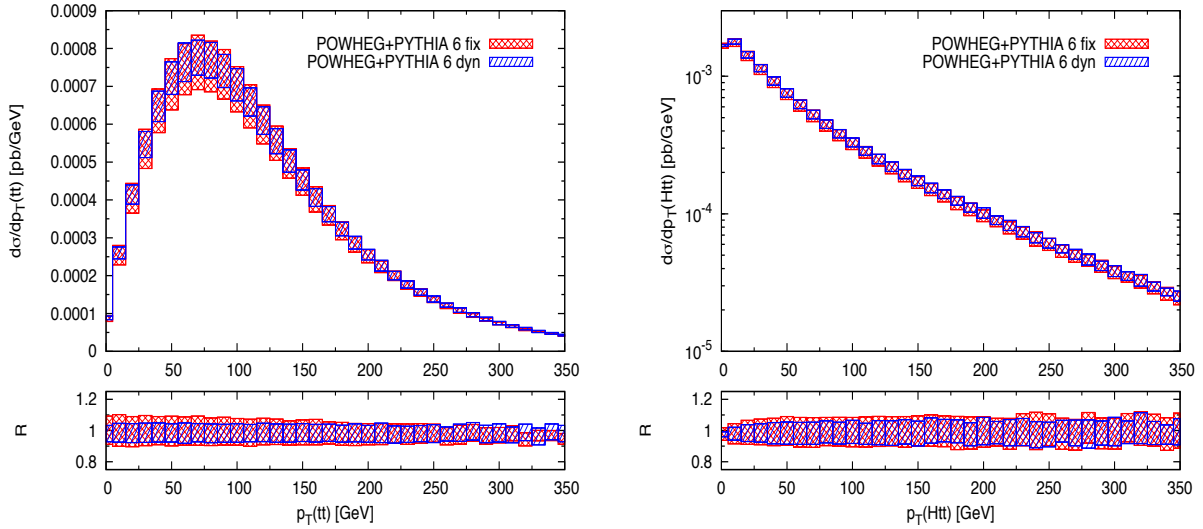 POWHEG+PYTHIA 6 fix
POWHEG+PYTHIA 6 dyn
dσ/dp_T(tt) [pb/GeV]
0.0009
0.0008
0.0007
0.0006
0.0005
0.0004
0.0003
0.0002
0.0001
0
0 50 100 150 200 250 300 350
R
1.2
1
0.8
0 50 100 150 200 250 300 350
p_T(tt) [GeV]
POWHEG+PYTHIA 6 fix
POWHEG+PYTHIA 6 dyn
dσ/dp_T(Htt) [pb/GeV]
10^-3
10^-4
10^-5
0 50 100 150 200 250 300 350
R
1.2
1
0.8
0 50 100 150 200 250 300 350
p_T(Htt) [GeV]